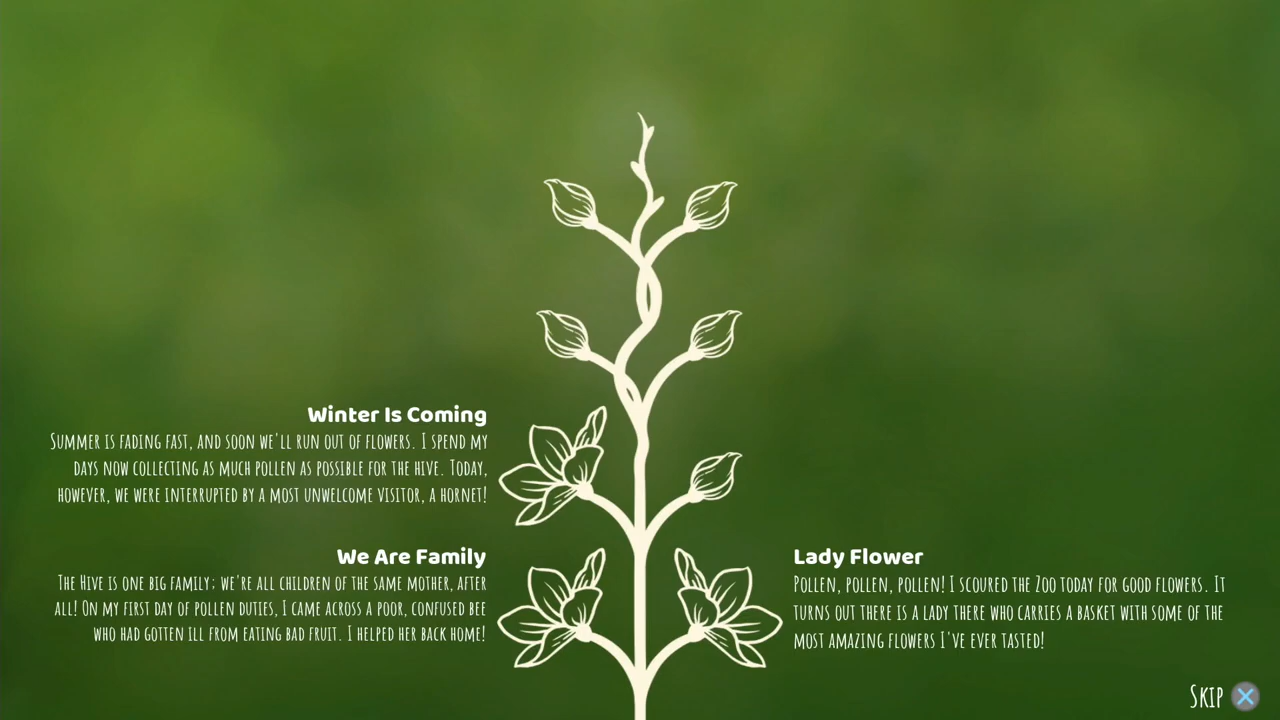 Winter Is Coming
Summer is fading fast, and soon we'll run out of flowers. I spend my
days now collecting as much pollen as possible for the hive. Today,
however, we were interrupted by a most unwelcome visitor, a hornet!
We Are Family
The Hive is one big family; we're all children of the same mother, after
all! On my first day of pollen duties, I came across a poor, confused bee
who had gotten ill from eating bad fruit. I helped her back home!
Lady Flower
Pollen, pollen, pollen! I scoured the Zoo today for good flowers. It
turns out there is a lady there who carries a basket with some of the
most amazing flowers I've ever tasted!
Skip